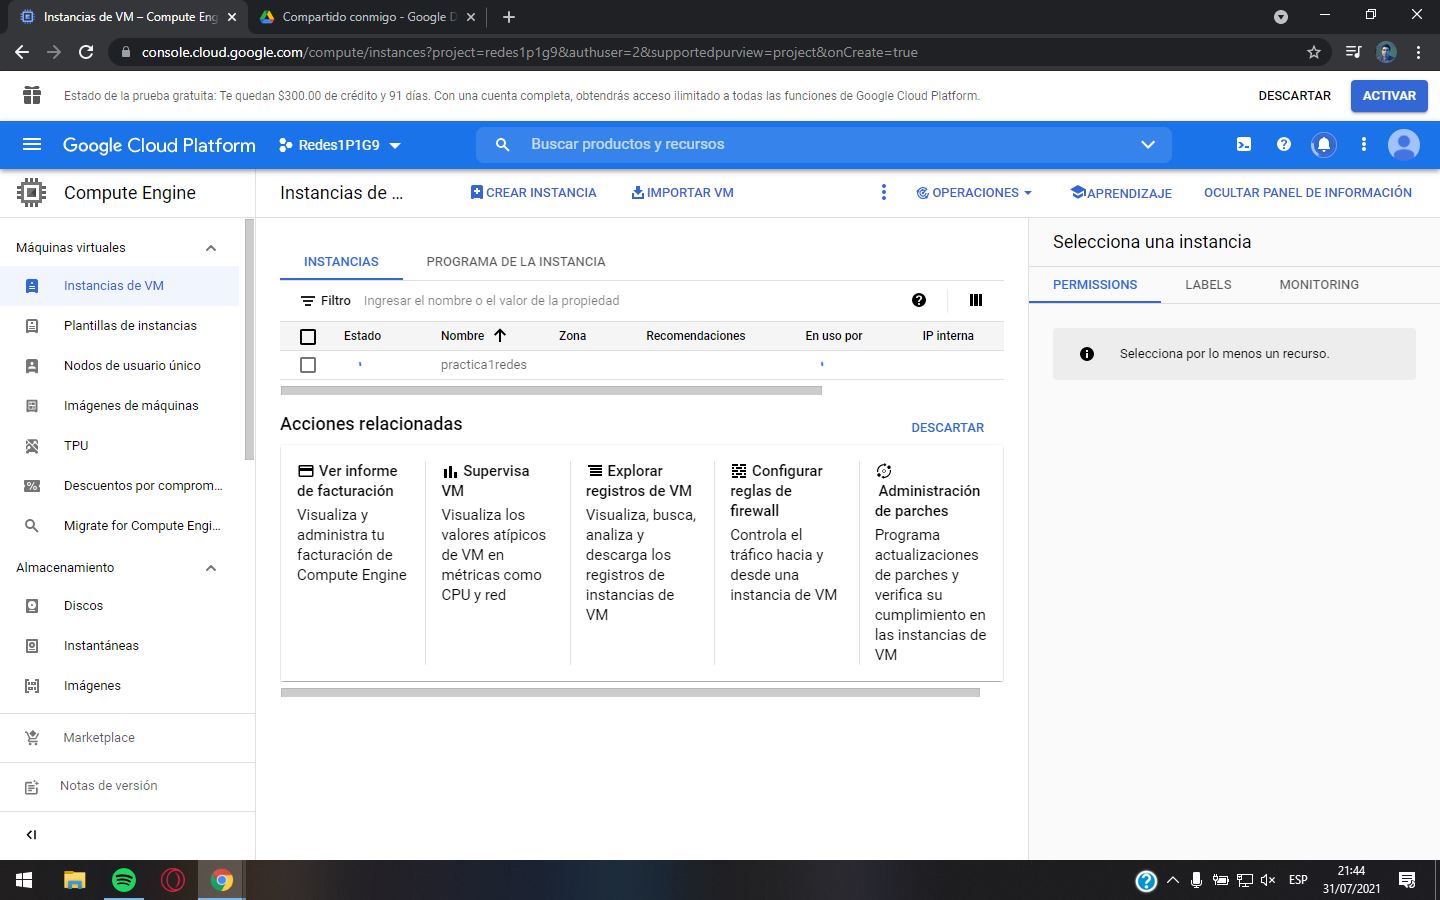 Instancias de VM – Compute Eng
Compartido conmigo - Google D
console.cloud.google.com/compute/instances?project=redes1p1g9&authuser=2&supportedpurview=project&onCreate=true
Estado de la prueba gratuita: Te quedan $300.00 de crédito y 91 días. Con una cuenta completa, obtendrás acceso ilimitado a todas las funciones de Google Cloud Platform.
DESCARTAR
ACTIVAR
Google Cloud Platform
Redes1P1G9
Buscar productos y recursos
Compute Engine
Instancias de ...
CREAR INSTANCIA
IMPORTAR VM
OPERACIONES
APRENDIZAJE
OCULTAR PANEL DE INFORMACIÓN
Máquinas virtuales
Instancias de VM
Plantillas de instancias
Nodos de usuario único
Imágenes de máquinas
TPU
Descuentos por comprom...
Migrate for Compute Engi...
Almacenamiento
Discos
Instantáneas
Imágenes
Marketplace
Notas de versión
INSTANCIAS
PROGRAMA DE LA INSTANCIA
Filtro
Ingresar el nombre o el valor de la propiedad
Estado
Nombre
Zona
Recomendaciones
En uso por
IP interna
practica1redes
Acciones relacionadas
DESCARTAR
Ver informe
de facturación
Visualiza y
administra tu
facturación de
Compute Engine
Supervisa
VM
Visualiza los
valores atípicos
de VM en
métricas como
CPU y red
Explorar
registros de VM
Visualiza, busca,
analiza y
descarga los
registros de
instancias de
VM
Configurar
reglas de
firewall
Controla el
tráfico hacia y
desde una
instancia de VM
Administración
de parches
Programa
actualizaciones
de parches y
verifica su
cumplimiento en
las instancias de
VM
Selecciona una instancia
PERMISSIONS
LABELS
MONITORING
Selecciona por lo menos un recurso.
ESP
21:44
31/07/2021